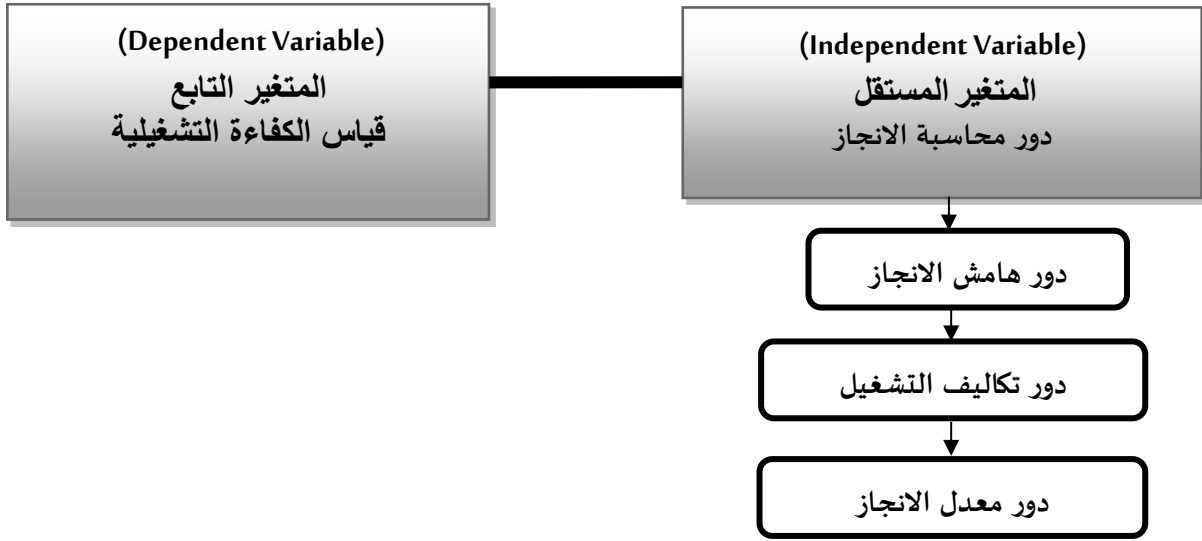 (Independent Variable)
المتغير المستقل
دور محاسبة الانجاز
(Dependent Variable)
المتغير التابع
قياس الكفاءة التشغيلية
دور هامش الانجاز
دور تكاليف التشغيل
دور معدل الانجاز